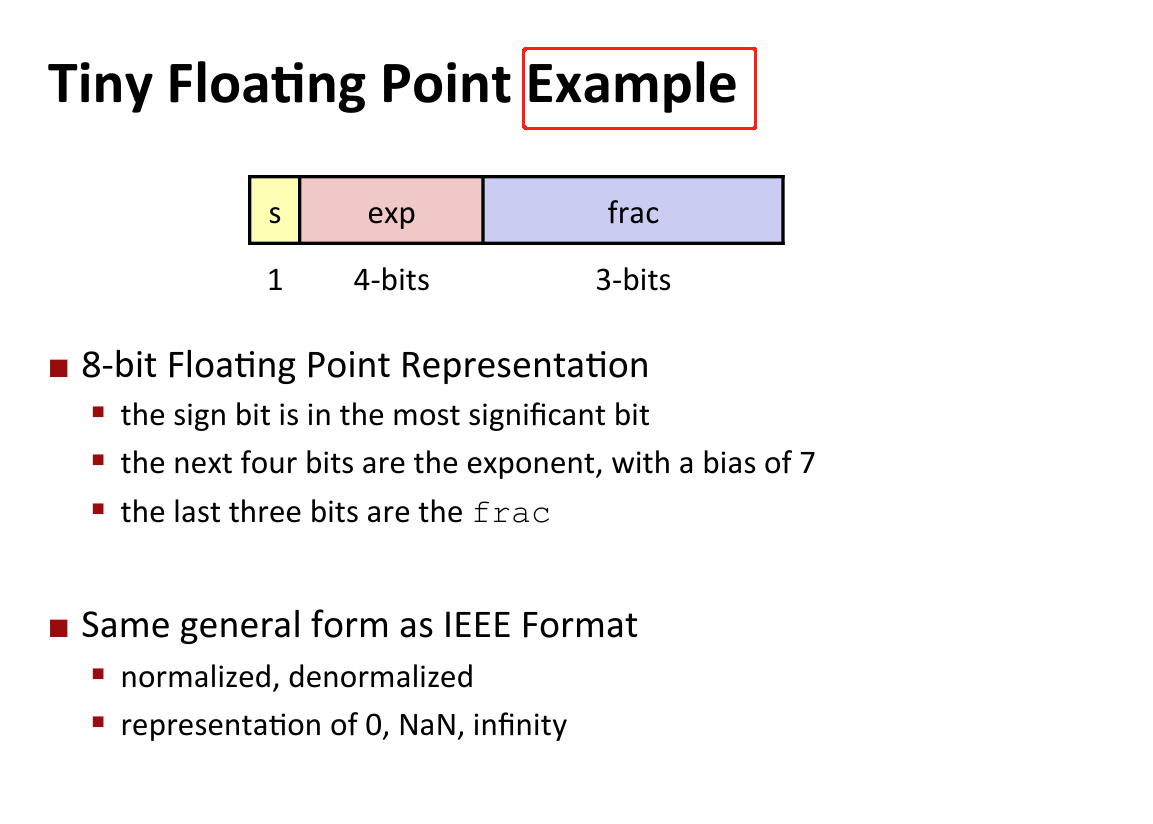 Tiny Floating Point Example
s exp frac
1 4-bits 3-bits
8-bit Floating Point Representation
the sign bit is in the most significant bit
the next four bits are the exponent, with a bias of 7
the last three bits are the frac
Same general form as IEEE Format
normalized, denormalized
representation of 0, NaN, infinity